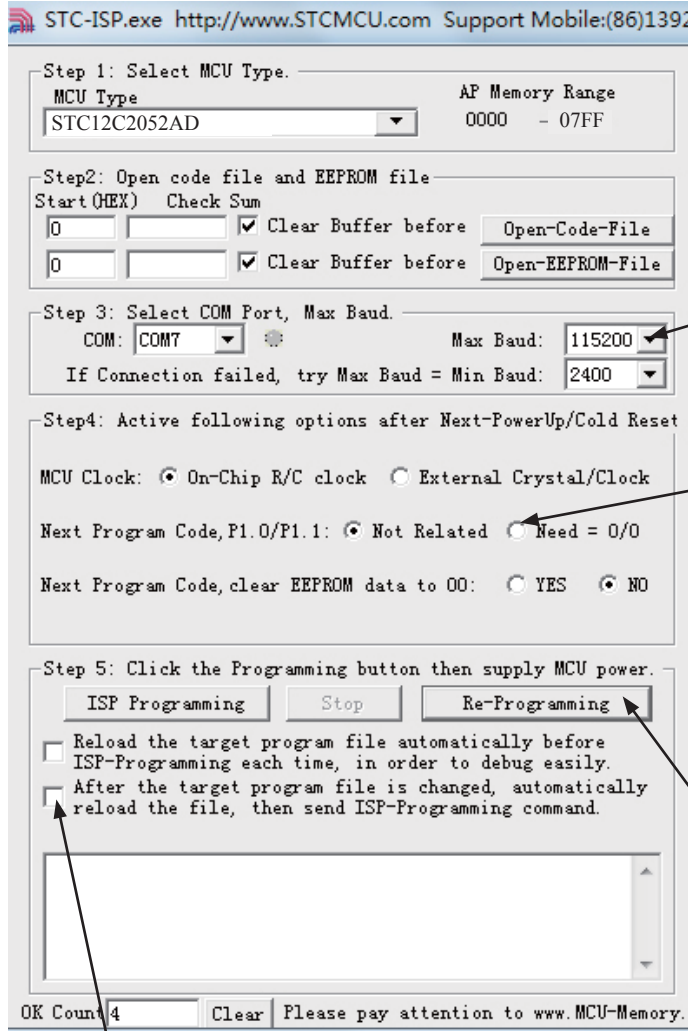 STC-ISP.exe http://www.STCMCU.com Support Mobile:(86)1392
Step 1: Select MCU Type.
MCU Type AP Memory Range
STC12C2052AD 0000 - 07FF
Step2: Open code file and EEPROM file
Start(HEX) Check Sum
0 Clear Buffer before Open-Code-File
0 Clear Buffer before Open-EEPROM-File
Step 3: Select COM Port, Max Baud.
COM: COM7 Max Baud: 115200
If Connection failed, try Max Baud = Min Baud: 2400
Step4: Active following options after Next-PowerUp/Cold Reset
MCU Clock: On-Chip R/C clock External Crystal/Clock
Next Program Code,P1.0/P1.1: Not Related Need = 0/0
Next Program Code,clear EEPROM data to 00: YES NO
Step 5: Click the Programming button then supply MCU power.
ISP Programming Stop Re-Programming
Reload the target program file automatically before
ISP-Programming each time, in order to debug easily.
After the target program file is changed, automatically
reload the file, then send ISP-Programming command.
OK Count 4 Clear Please pay attention to www.MCU-Memory.